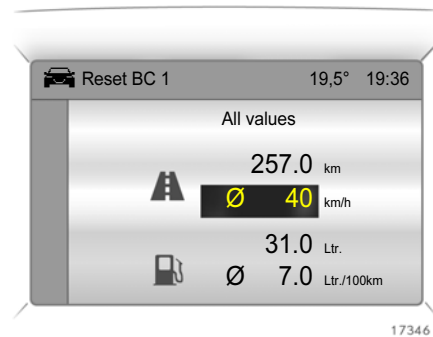 Reset BC 1 19,5° 19:36
All values
257.0 km
Ø 40 km/h
31.0 Ltr.
Ø 7.0 Ltr./100km
17346